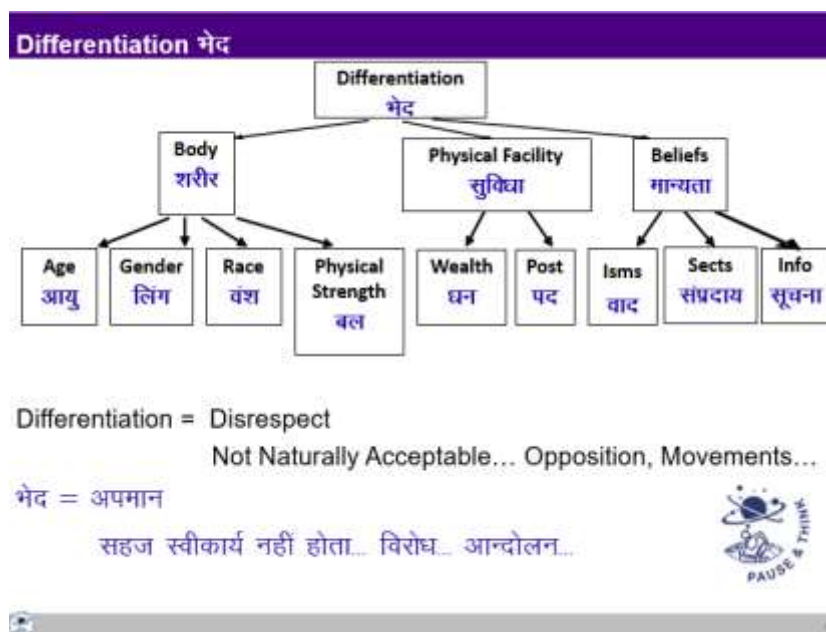 Differentiation भेद
Differentiation
भेद
Body
शरीर
Physical Facility
सुविधा
Beliefs
मान्यता
Age
आयु
Gender
लिंग
Race
वंश
Physical
Strength
बल
Wealth
धन
Post
पद
Isms
वाद
Sects
संप्रदाय
Info
सूचना
Differentiation = Disrespect
Not Naturally Acceptable... Opposition, Movements...
भेद = अपमान
सहज स्वीकार्य नहीं होता... विरोध... आन्दोलन...
PAUSE & THINK